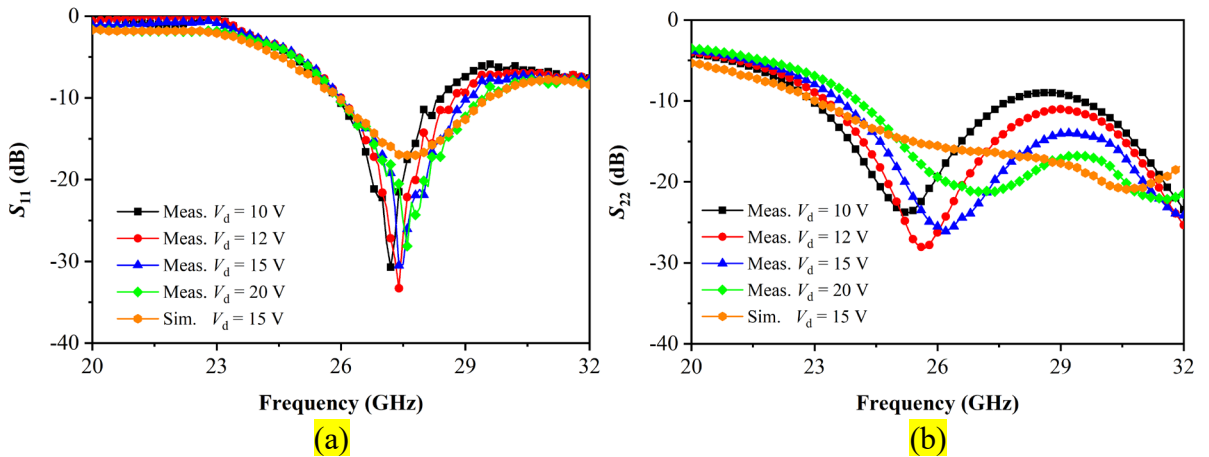 0
-10
-20
-30
-40
S11 (dB)
Meas. Vd = 10 V
Meas. Vd = 12 V
Meas. Vd = 15 V
Meas. Vd = 20 V
Sim. Vd = 15 V
20 23 26 29 32
Frequency (GHz)
(a)
0
-10
-20
-30
-40
S22 (dB)
Meas. Vd = 10 V
Meas. Vd = 12 V
Meas. Vd = 15 V
Meas. Vd = 20 V
Sim. Vd = 15 V
20 23 26 29 32
Frequency (GHz)
(b)